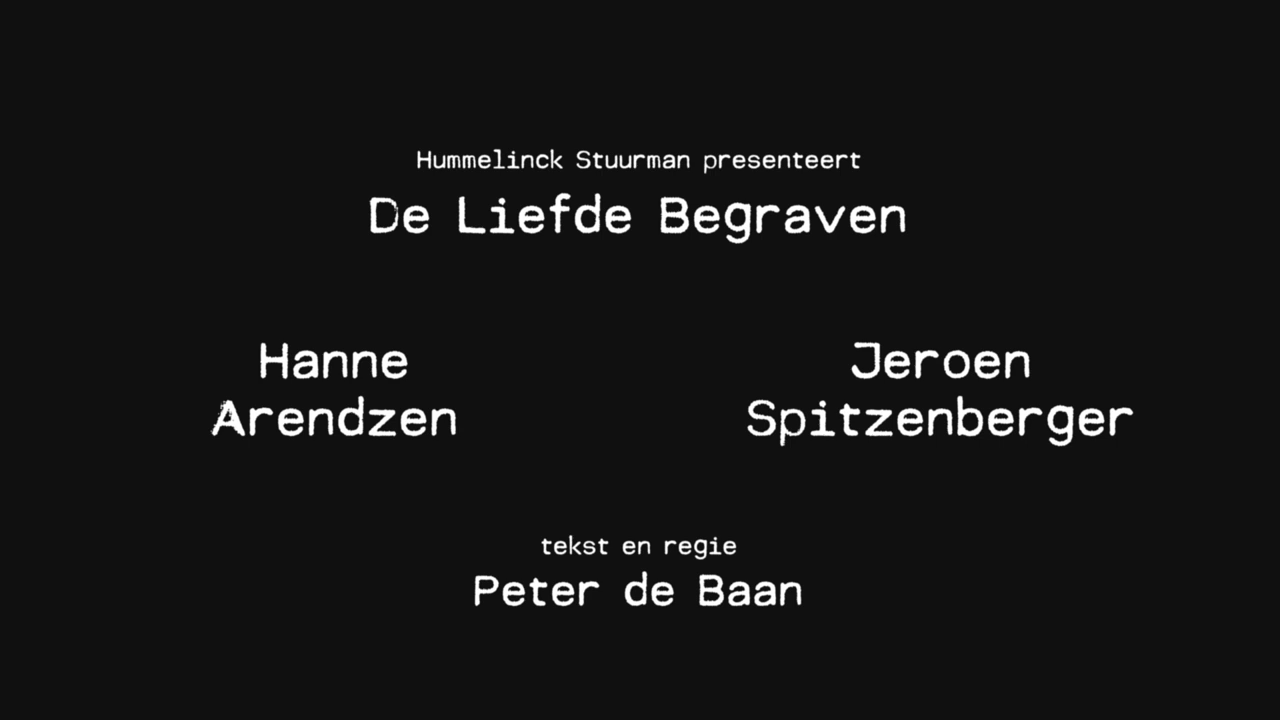 Hummelinck Stuurman presenteert
De Liefde Begraven
Hanne
Arendzen
Jeroen
Spitzenberger
tekst en regie
Peter de Baan